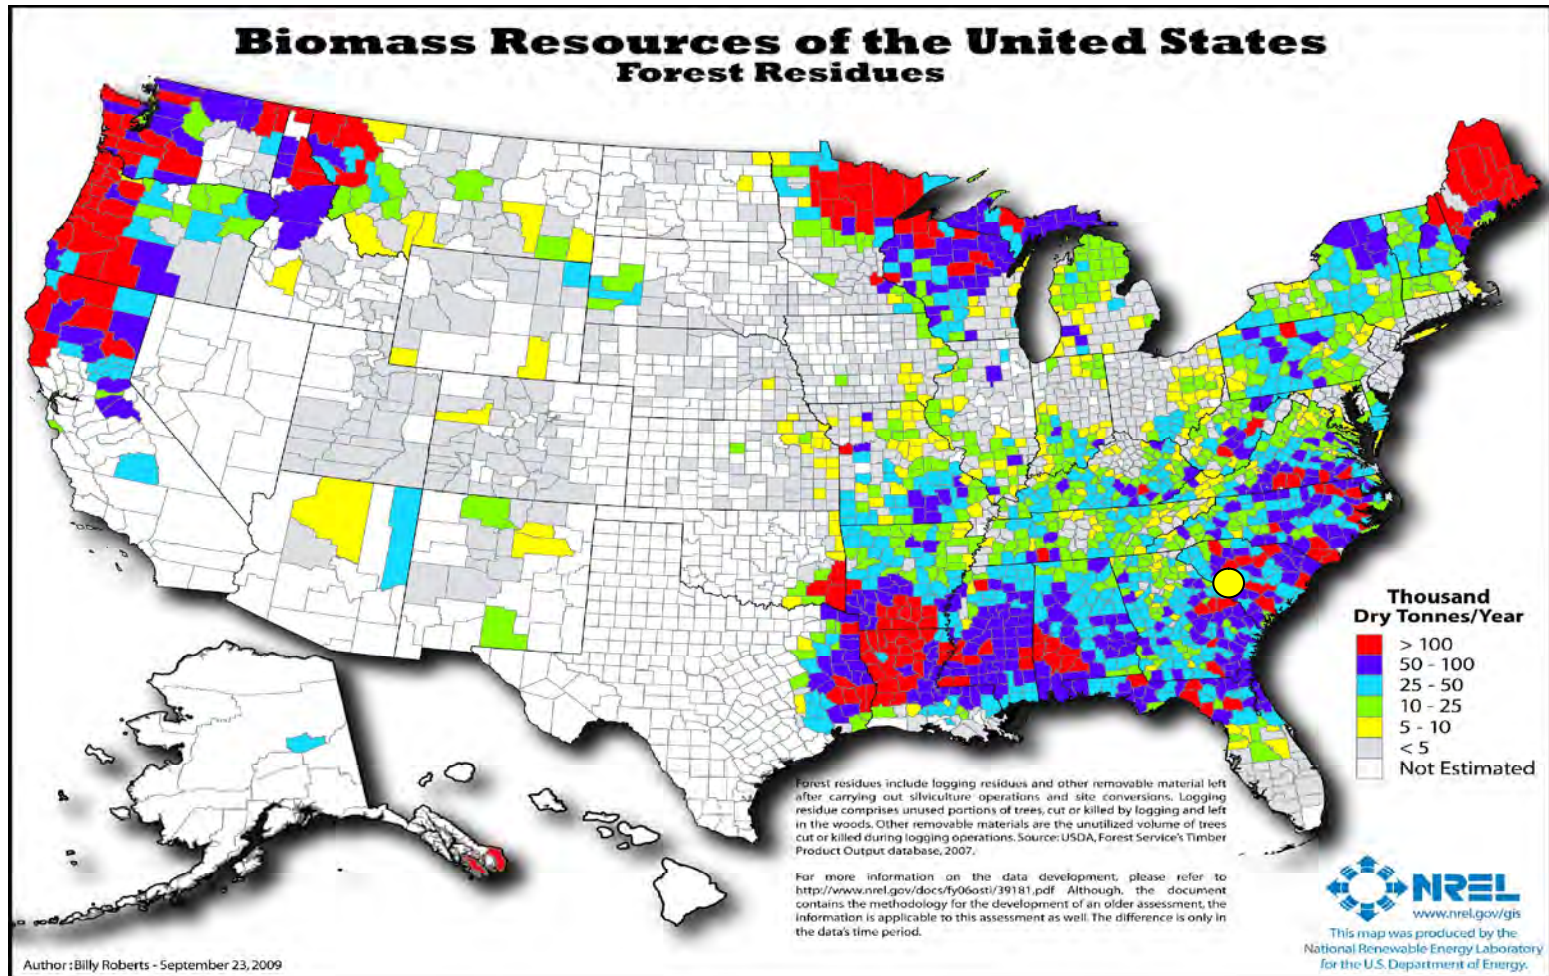 Biomass Resources of the United States
Forest Residues
Thousand
Dry Tonnes/Year
> 100
50 - 100
25 - 50
10 - 25
5 - 10
< 5
Not Estimated
Forest residues include logging residues and other removable material left
after carrying out silviculture operations and site conversions. Logging
residue comprises unused portions of trees, cut or killed by logging and left
in the woods. Other removable materials are the unutilized volume of trees
cut or killed during logging operations. Source: USDA, Forest Service's Timber
Product Output database, 2007.
For more information on the data development, please refer to
http://www.nrel.gov/docs/fy06osti/39181.pdf Although, the document
contains the methodology for the development of an older assessment, the
information is applicable to this assessment as well. The difference is only in
the data's time period.
NREL
www.nrel.gov/gis
This map was produced by the
National Renewable Energy Laboratory
for the U.S. Department of Energy.
Author : Billy Roberts - September 23, 2009